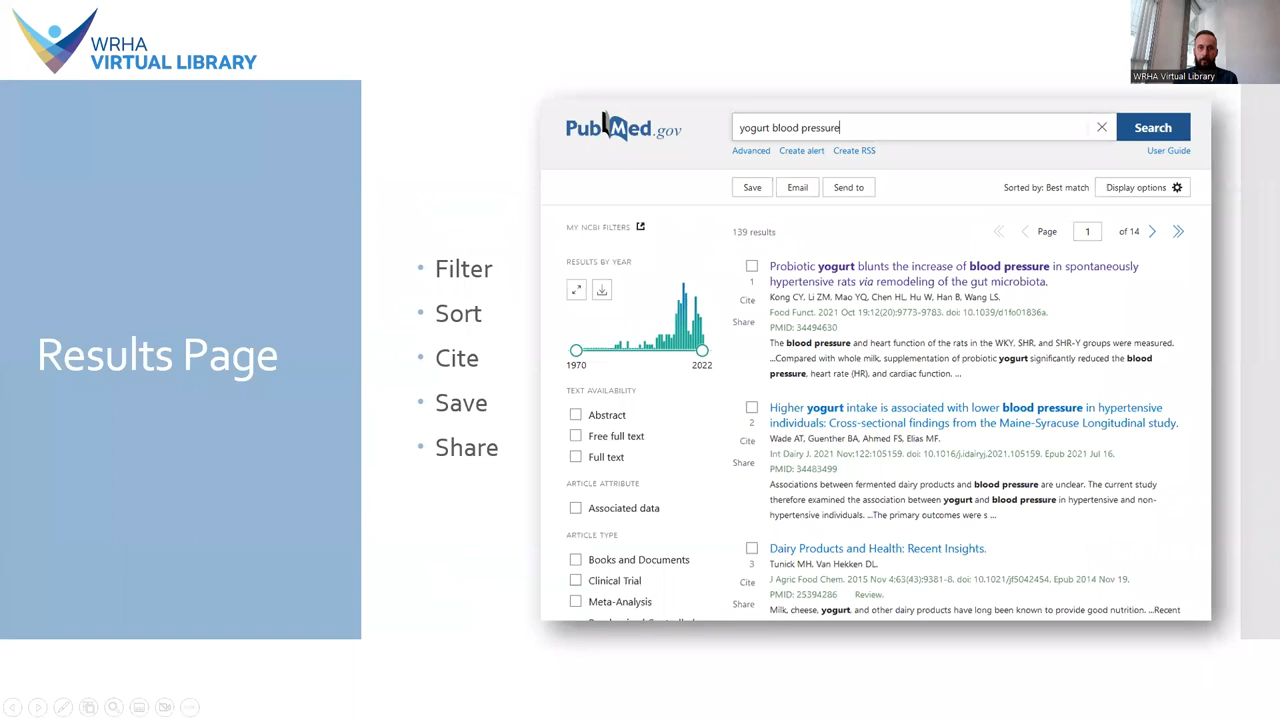 WRHA
VIRTUAL LIBRARY
WRHA Virtual Library
Results Page
• Filter
• Sort
• Cite
• Save
• Share
PubMed.gov
yogurt blood pressure
Search
Advanced Create alert Create RSS
User Guide
Save Email Send to
Sorted by: Best match
Display options
MY NCBI FILTERS
139 results
Page 1 of 14
RESULTS BY YEAR
1970 2022
TEXT AVAILABILITY
Abstract
Free full text
Full text
ARTICLE ATTRIBUTE
Associated data
ARTICLE TYPE
Books and Documents
Clinical Trial
Meta-Analysis
1
Cite
Share
Probiotic yogurt blunts the increase of blood pressure in spontaneously
hypertensive rats via remodeling of the gut microbiota.
Kong CY, Li ZM, Mao YQ, Chen HL, Hu W, Han B, Wang LS.
Food Funct. 2021 Oct 19;12(20):9773-9783. doi: 10.1039/d1fo01836a.
PMID: 34494630
The blood pressure and heart function of the rats in the WKY, SHR, and SHR-Y groups were measured.
...Compared with whole milk, supplementation of probiotic yogurt significantly reduced the blood
pressure, heart rate (HR), and cardiac function. ...
2
Cite
Share
Higher yogurt intake is associated with lower blood pressure in hypertensive
individuals: Cross-sectional findings from the Maine-Syracuse Longitudinal study.
Wade AT, Guenther BA, Ahmed FS, Elias MF.
Int Dairy J. 2021 Nov;122:105159. doi: 10.1016/j.idairyj.2021.105159. Epub 2021 Jul 16.
PMID: 34483499
Associations between fermented dairy products and blood pressure are unclear. The current study
therefore examined the association between yogurt and blood pressure in hypertensive and non-
hypertensive individuals. ...The primary outcomes were s ...
3
Cite
Share
Dairy Products and Health: Recent Insights.
Tunick MH, Van Hekken DL.
J Agric Food Chem. 2015 Nov 4;63(43):9381-8. doi: 10.1021/jf5042454. Epub 2014 Nov 19.
PMID: 25394286 Review.
Milk, cheese, yogurt, and other dairy products have long been known to provide good nutrition. ...Recent